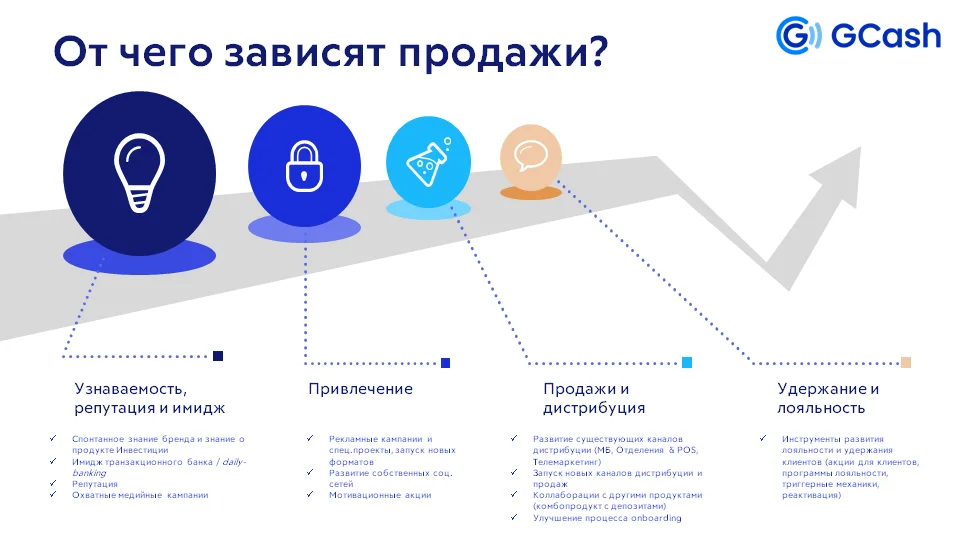 От чего зависят продажи?
GCash
Узнаваемость,
репутация и имидж
Спонтанное знание бренда и знание о
продукте Инвестиции
Имидж транзакционного банка / daily-
banking
Репутация
Охватные медийные кампании
Привлечение
Рекламные кампании и
спец.проекты, запуск новых
форматов
Развитие собственных соц.
сетей
Мотивационные акции
Продажи и
дистрибуция
Развитие существующих каналов
дистрибуции (МБ, Отделения & POS,
Телемаркетинг)
Запуск новых каналов дистрибуции и
продаж
Коллаборации с другими продуктами
(комбопродукт с депозитами)
Улучшение процесса onboarding
Удержание и
лояльность
Инструменты развития
лояльности и удержания
клиентов (акции для клиентов,
программы лояльности,
триггерные механики,
реактивация)